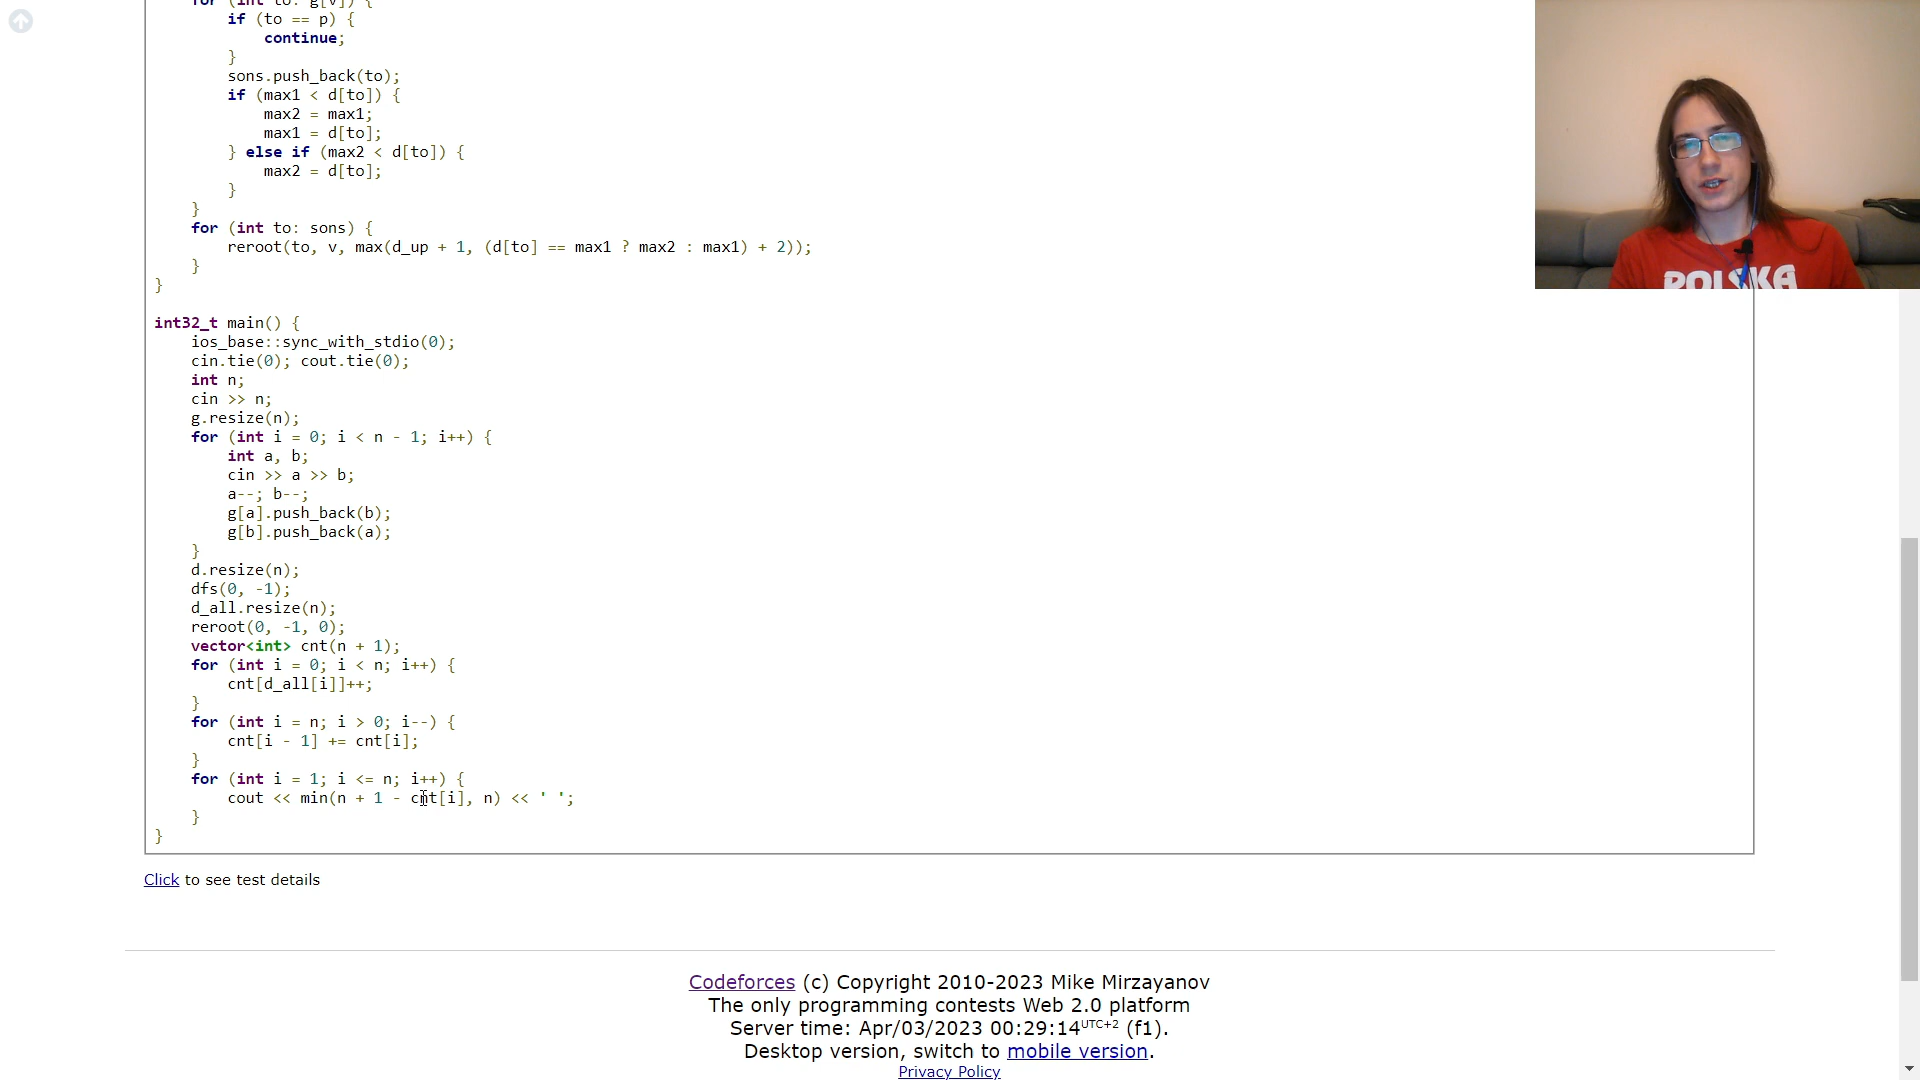 for (int to: g[v]) {
if (to == p) {
continue;
}
sons.push_back(to);
if (max1 < d[to]) {
max2 = max1;
max1 = d[to];
} else if (max2 < d[to]) {
max2 = d[to];
}
}
for (int to: sons) {
reroot(to, v, max(d_up + 1, (d[to] == max1 ? max2 : max1) + 2));
}
}
int32_t main() {
ios_base::sync_with_stdio(0);
cin.tie(0); cout.tie(0);
int n;
cin >> n;
g.resize(n);
for (int i = 0; i < n - 1; i++) {
int a, b;
cin >> a >> b;
a--; b--;
g[a].push_back(b);
g[b].push_back(a);
}
d.resize(n);
dfs(0, -1);
d_all.resize(n);
reroot(0, -1, 0);
vector<int> cnt(n + 1);
for (int i = 0; i < n; i++) {
cnt[d_all[i]]++;
}
for (int i = n; i > 0; i--) {
cnt[i - 1] += cnt[i];
}
for (int i = 1; i <= n; i++) {
cout << min(n + 1 - cnt[i], n) << ' ';
}
}
Click to see test details
Codeforces (c) Copyright 2010-2023 Mike Mirzayanov
The only programming contests Web 2.0 platform
Server time: Apr/03/2023 00:29:14 UTC+2 (f1).
Desktop version, switch to mobile version.
Privacy Policy
POLSKA